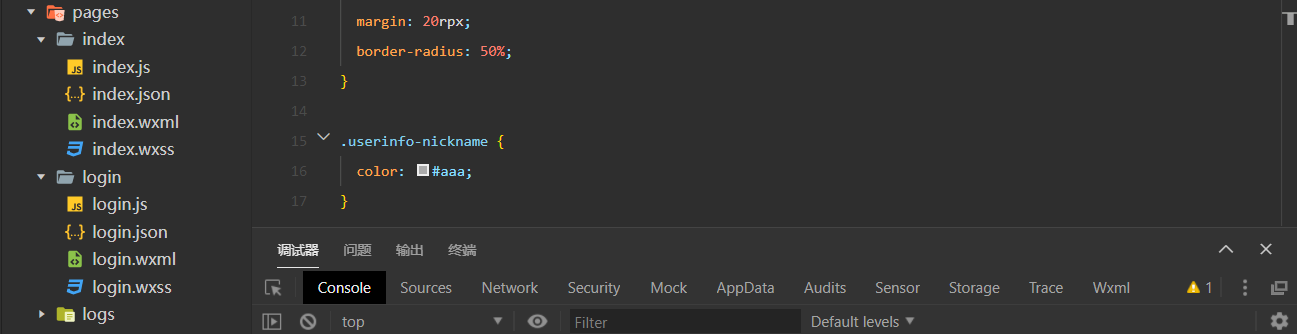 pages
index
index.js
index.json
index.wxml
index.wxss
login
login.js
login.json
login.wxml
login.wxss
logs
11 margin: 20rpx;
12 border-radius: 50%;
13 }
14
15 .userinfo-nickname {
16 color: #aaa;
17 }
调试器 问题 输出 终端
Console Sources Network Security Mock AppData Audits Sensor Storage Trace Wxml 1
top Filter Default levels